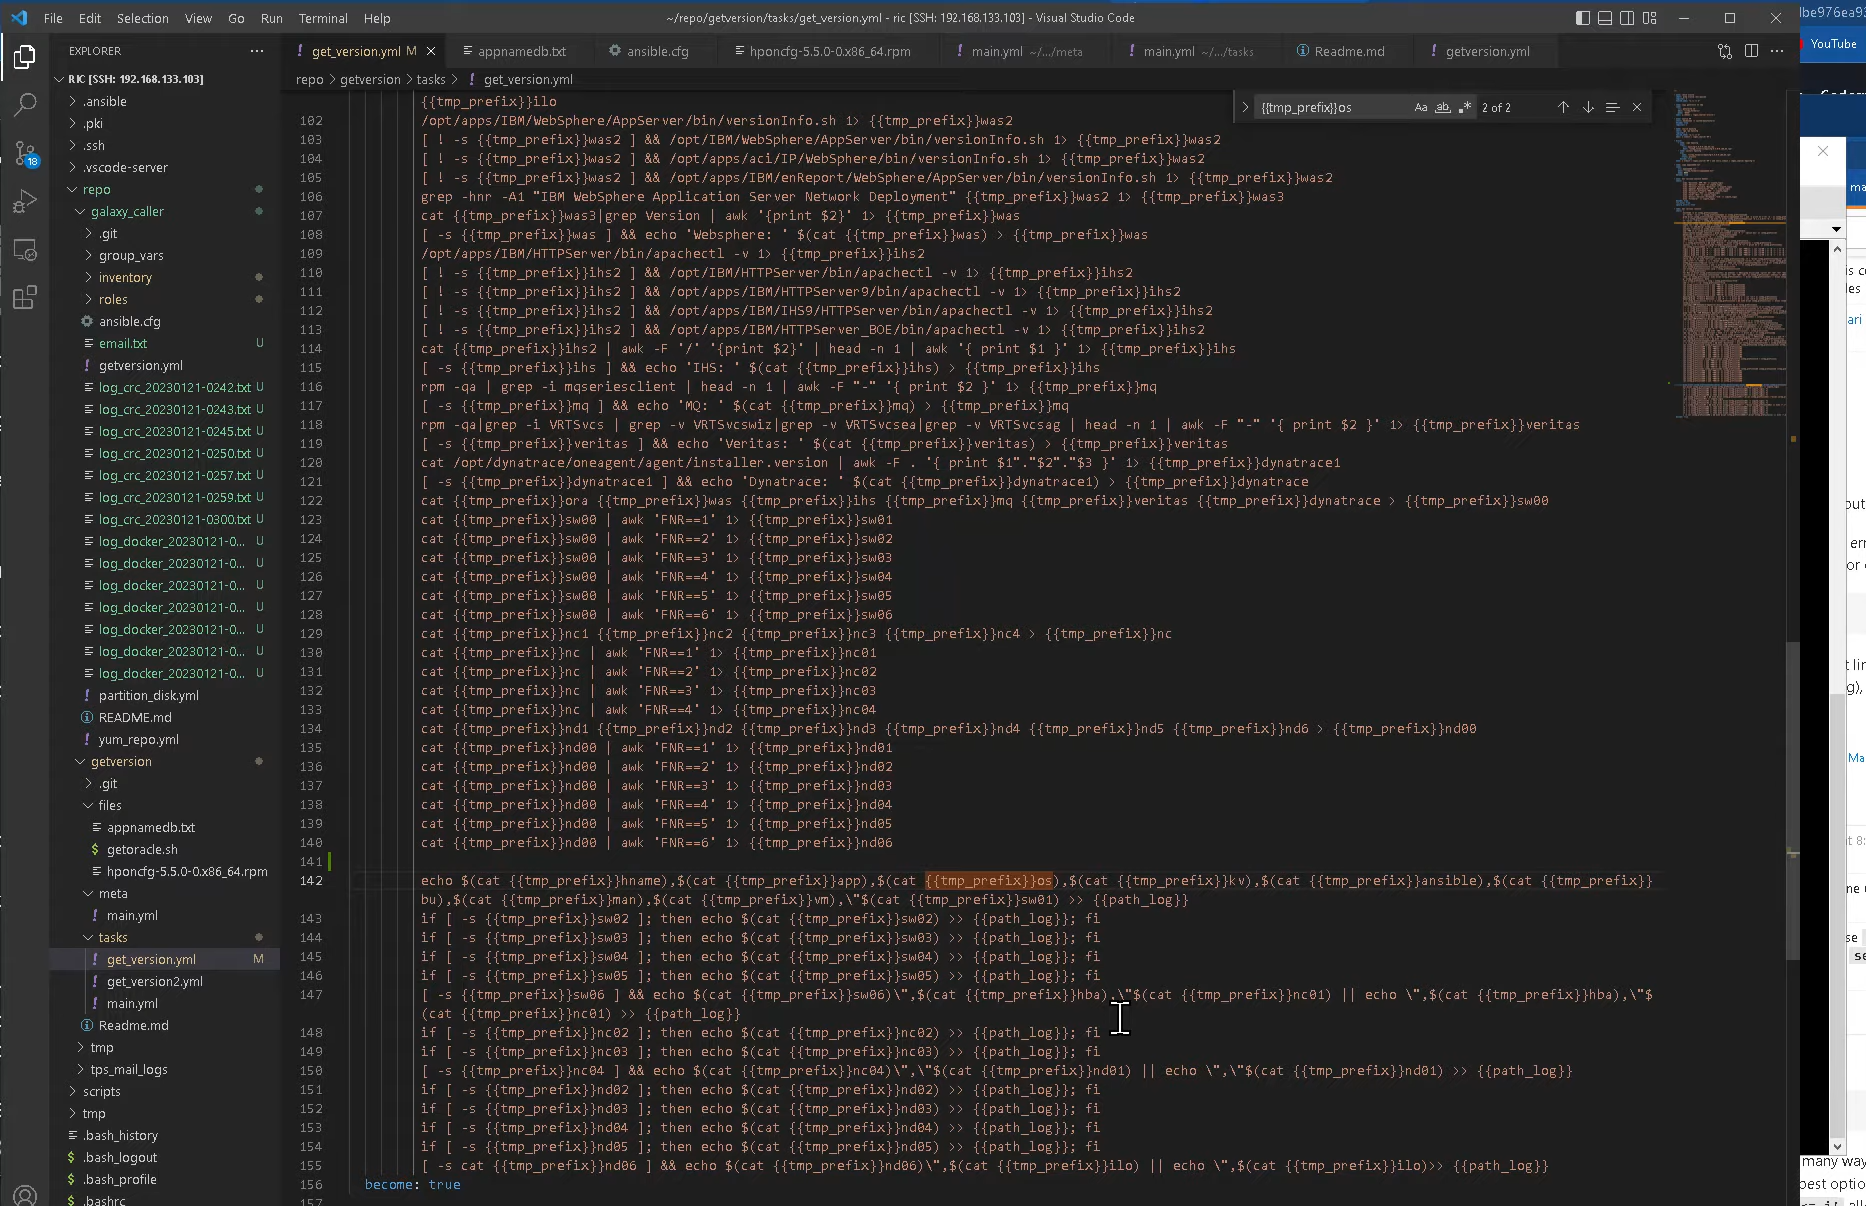 File Edit Selection View Go Run Terminal Help
~/repo/getversion/tasks/get_version.yml - ric [SSH: 192.168.133.103] - Visual Studio Code
EXPLORER
get_version.yml M
appnamedb.txt
ansible.cfg
hponcfg-5.5.0-0.x86_64.rpm
main.yml ~/.../meta
main.yml ~/.../tasks
Readme.md
getversion.yml
YouTube
RIC [SSH: 192.168.133.103]
repo > getversion > tasks > ! get_version.yml
{{tmp_prefix}}os
2 of 2
.ansible
.pki
.ssh
18
.vscode-server
repo
galaxy_caller
.git
group_vars
inventory
roles
ansible.cfg
email.txt U
getversion.yml
log_crc_20230121-0242.txt U
log_crc_20230121-0243.txt U
log_crc_20230121-0245.txt U
log_crc_20230121-0250.txt U
log_crc_20230121-0257.txt U
log_crc_20230121-0259.txt U
log_crc_20230121-0300.txt U
log_docker_20230121-0... U
log_docker_20230121-0... U
log_docker_20230121-0... U
log_docker_20230121-0... U
log_docker_20230121-0... U
log_docker_20230121-0... U
log_docker_20230121-0... U
partition_disk.yml
README.md
yum_repo.yml
getversion
.git
files
appnamedb.txt
getoracle.sh
hponcfg-5.5.0-0.x86_64.rpm
meta
main.yml
tasks
get_version.yml M
get_version2.yml
main.yml
Readme.md
tmp
tps_mail_logs
scripts
tmp
.bash_history
.bash_logout
.bash_profile
.bashrc
{{tmp_prefix}}ilo
102 /opt/apps/IBM/WebSphere/AppServer/bin/versionInfo.sh 1> {{tmp_prefix}}was2
103 [ ! -s {{tmp_prefix}}was2 ] && /opt/IBM/WebSphere/AppServer/bin/versionInfo.sh 1> {{tmp_prefix}}was2
104 [ ! -s {{tmp_prefix}}was2 ] && /opt/apps/aci/IP/WebSphere/bin/versionInfo.sh 1> {{tmp_prefix}}was2
105 [ ! -s {{tmp_prefix}}was2 ] && /opt/apps/IBM/enReport/WebSphere/AppServer/bin/versionInfo.sh 1> {{tmp_prefix}}was2
106 grep -hnr -A1 "IBM WebSphere Application Server Network Deployment" {{tmp_prefix}}was2 1> {{tmp_prefix}}was3
107 cat {{tmp_prefix}}was3|grep Version | awk '{print $2}' 1> {{tmp_prefix}}was
108 [ -s {{tmp_prefix}}was ] && echo 'Websphere: ' $(cat {{tmp_prefix}}was) > {{tmp_prefix}}was
109 /opt/apps/IBM/HTTPServer/bin/apachectl -v 1> {{tmp_prefix}}ihs2
110 [ ! -s {{tmp_prefix}}ihs2 ] && /opt/IBM/HTTPServer/bin/apachectl -v 1> {{tmp_prefix}}ihs2
111 [ ! -s {{tmp_prefix}}ihs2 ] && /opt/apps/IBM/HTTPServer9/bin/apachectl -v 1> {{tmp_prefix}}ihs2
112 [ ! -s {{tmp_prefix}}ihs2 ] && /opt/apps/IBM/IHS9/HTTPServer/bin/apachectl -v 1> {{tmp_prefix}}ihs2
113 [ ! -s {{tmp_prefix}}ihs2 ] && /opt/apps/IBM/HTTPServer_BOE/bin/apachectl -v 1> {{tmp_prefix}}ihs2
114 cat {{tmp_prefix}}ihs2 | awk -F '/' '{print $2}' | head -n 1 | awk '{ print $1 }' 1> {{tmp_prefix}}ihs
115 [ -s {{tmp_prefix}}ihs ] && echo 'IHS: ' $(cat {{tmp_prefix}}ihs) > {{tmp_prefix}}ihs
116 rpm -qa | grep -i mqseriesclient | head -n 1 | awk -F "-" '{ print $2 }' 1> {{tmp_prefix}}mq
117 [ -s {{tmp_prefix}}mq ] && echo 'MQ: ' $(cat {{tmp_prefix}}mq) > {{tmp_prefix}}mq
118 rpm -qa|grep -i VRTSvcs | grep -v VRTSvcswiz|grep -v VRTSvcsea|grep -v VRTSvcsag | head -n 1 | awk -F "-" '{ print $2 }' 1> {{tmp_prefix}}veritas
119 [ -s {{tmp_prefix}}veritas ] && echo 'Veritas: ' $(cat {{tmp_prefix}}veritas) > {{tmp_prefix}}veritas
120 cat /opt/dynatrace/oneagent/agent/installer.version | awk -F . '{ print $1"."$2"."$3 }' 1> {{tmp_prefix}}dynatrace1
121 [ -s {{tmp_prefix}}dynatrace1 ] && echo 'Dynatrace: ' $(cat {{tmp_prefix}}dynatrace1) > {{tmp_prefix}}dynatrace
122 cat {{tmp_prefix}}ora {{tmp_prefix}}was {{tmp_prefix}}ihs {{tmp_prefix}}mq {{tmp_prefix}}veritas {{tmp_prefix}}dynatrace > {{tmp_prefix}}sw00
123 cat {{tmp_prefix}}sw00 | awk 'FNR==1' 1> {{tmp_prefix}}sw01
124 cat {{tmp_prefix}}sw00 | awk 'FNR==2' 1> {{tmp_prefix}}sw02
125 cat {{tmp_prefix}}sw00 | awk 'FNR==3' 1> {{tmp_prefix}}sw03
126 cat {{tmp_prefix}}sw00 | awk 'FNR==4' 1> {{tmp_prefix}}sw04
127 cat {{tmp_prefix}}sw00 | awk 'FNR==5' 1> {{tmp_prefix}}sw05
128 cat {{tmp_prefix}}sw00 | awk 'FNR==6' 1> {{tmp_prefix}}sw06
129 cat {{tmp_prefix}}nc1 {{tmp_prefix}}nc2 {{tmp_prefix}}nc3 {{tmp_prefix}}nc4 > {{tmp_prefix}}nc
130 cat {{tmp_prefix}}nc | awk 'FNR==1' 1> {{tmp_prefix}}nc01
131 cat {{tmp_prefix}}nc | awk 'FNR==2' 1> {{tmp_prefix}}nc02
132 cat {{tmp_prefix}}nc | awk 'FNR==3' 1> {{tmp_prefix}}nc03
133 cat {{tmp_prefix}}nc | awk 'FNR==4' 1> {{tmp_prefix}}nc04
134 cat {{tmp_prefix}}nd1 {{tmp_prefix}}nd2 {{tmp_prefix}}nd3 {{tmp_prefix}}nd4 {{tmp_prefix}}nd5 {{tmp_prefix}}nd6 > {{tmp_prefix}}nd00
135 cat {{tmp_prefix}}nd00 | awk 'FNR==1' 1> {{tmp_prefix}}nd01
136 cat {{tmp_prefix}}nd00 | awk 'FNR==2' 1> {{tmp_prefix}}nd02
137 cat {{tmp_prefix}}nd00 | awk 'FNR==3' 1> {{tmp_prefix}}nd03
138 cat {{tmp_prefix}}nd00 | awk 'FNR==4' 1> {{tmp_prefix}}nd04
139 cat {{tmp_prefix}}nd00 | awk 'FNR==5' 1> {{tmp_prefix}}nd05
140 cat {{tmp_prefix}}nd00 | awk 'FNR==6' 1> {{tmp_prefix}}nd06
141
142 echo $(cat {{tmp_prefix}}hname),$(cat {{tmp_prefix}}app),$(cat {{tmp_prefix}}os),$(cat {{tmp_prefix}}kv),$(cat {{tmp_prefix}}ansible),$(cat {{tmp_prefix}}
bu),$(cat {{tmp_prefix}}man),$(cat {{tmp_prefix}}vm),\"$(cat {{tmp_prefix}}sw01) >> {{path_log}}
143 if [ -s {{tmp_prefix}}sw02 ]; then echo $(cat {{tmp_prefix}}sw02) >> {{path_log}}; fi
144 if [ -s {{tmp_prefix}}sw03 ]; then echo $(cat {{tmp_prefix}}sw03) >> {{path_log}}; fi
145 if [ -s {{tmp_prefix}}sw04 ]; then echo $(cat {{tmp_prefix}}sw04) >> {{path_log}}; fi
146 if [ -s {{tmp_prefix}}sw05 ]; then echo $(cat {{tmp_prefix}}sw05) >> {{path_log}}; fi
147 [ -s {{tmp_prefix}}sw06 ] && echo $(cat {{tmp_prefix}}sw06)\",$(cat {{tmp_prefix}}hba),\"$(cat {{tmp_prefix}}nc01) || echo \",$(cat {{tmp_prefix}}hba),\"$
(cat {{tmp_prefix}}nc01) >> {{path_log}}
148 if [ -s {{tmp_prefix}}nc02 ]; then echo $(cat {{tmp_prefix}}nc02) >> {{path_log}}; fi
149 if [ -s {{tmp_prefix}}nc03 ]; then echo $(cat {{tmp_prefix}}nc03) >> {{path_log}}; fi
150 [ -s {{tmp_prefix}}nc04 ] && echo $(cat {{tmp_prefix}}nc04)\",\"$(cat {{tmp_prefix}}nd01) || echo \",\"$(cat {{tmp_prefix}}nd01) >> {{path_log}}
151 if [ -s {{tmp_prefix}}nd02 ]; then echo $(cat {{tmp_prefix}}nd02) >> {{path_log}}; fi
152 if [ -s {{tmp_prefix}}nd03 ]; then echo $(cat {{tmp_prefix}}nd03) >> {{path_log}}; fi
153 if [ -s {{tmp_prefix}}nd04 ]; then echo $(cat {{tmp_prefix}}nd04) >> {{path_log}}; fi
154 if [ -s {{tmp_prefix}}nd05 ]; then echo $(cat {{tmp_prefix}}nd05) >> {{path_log}}; fi
155 [ -s cat {{tmp_prefix}}nd06 ] && echo $(cat {{tmp_prefix}}nd06)\",$(cat {{tmp_prefix}}ilo) || echo \",$(cat {{tmp_prefix}}ilo)>> {{path_log}}
156 become: true
157